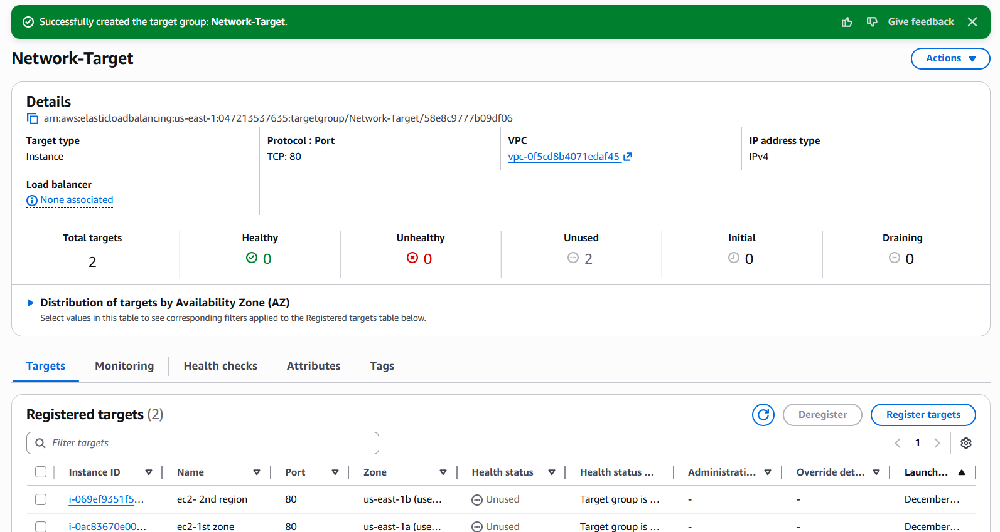 Successfully created the target group: Network-Target.
Give feedback
Network-Target
Actions
Details
arn:aws:elasticloadbalancing:us-east-1:047213537635:targetgroup/Network-Target/58e8c9777b09df06
Target type
Instance
Protocol : Port
TCP: 80
VPC
vpc-0f5cd8b4071edaf45
IP address type
IPv4
Load balancer
None associated
Total targets
2
Healthy
0
Unhealthy
0
Unused
2
Initial
0
Draining
0
Distribution of targets by Availability Zone (AZ)
Select values in this table to see corresponding filters applied to the Registered targets table below.
Targets Monitoring Health checks Attributes Tags
Registered targets (2)
Deregister
Register targets
Filter targets
1
Instance ID Name Port Zone Health status Health status ... Administrati... Override det... Launch...
i-069ef9351f5... ec2- 2nd region 80 us-east-1b (use... Unused Target group is ... - - December...
i-0ac83670e00... ec2-1st zone 80 us-east-1a (use... Unused Target group is ... - - December...